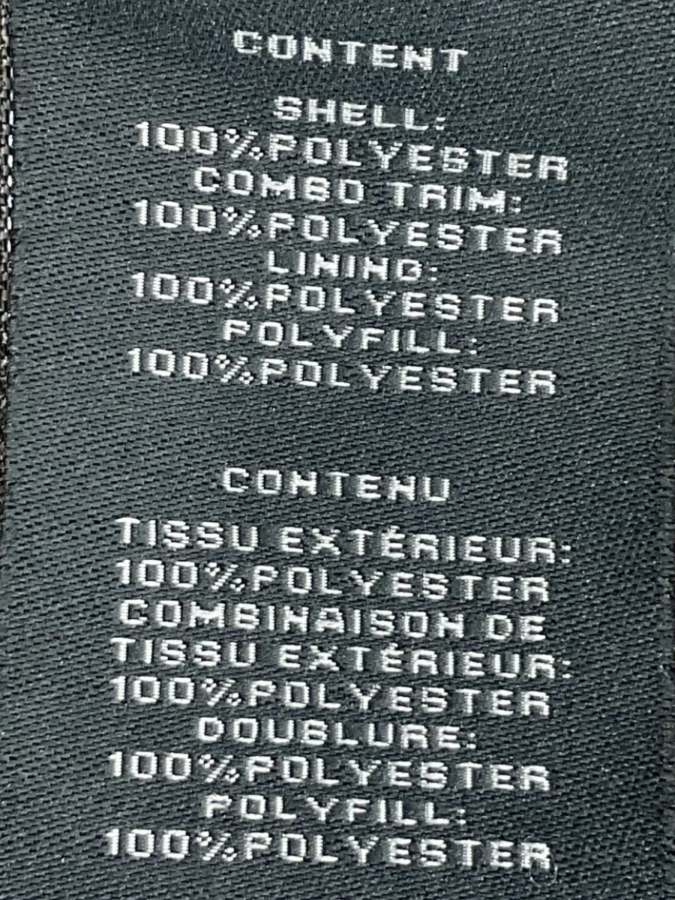 CONTENT
SHELL:
100%POLYESTER
COMBO TRIM:
100%POLYESTER
LINING:
100%POLYESTER
POLYFILL:
100%POLYESTER
CONTENU
TISSU EXTÉRIEUR:
100%POLYESTER
COMBINAISON DE
TISSU EXTÉRIEUR:
100%POLYESTER
DOUBLURE:
100%POLYESTER
POLYFILL:
100%POLYESTER